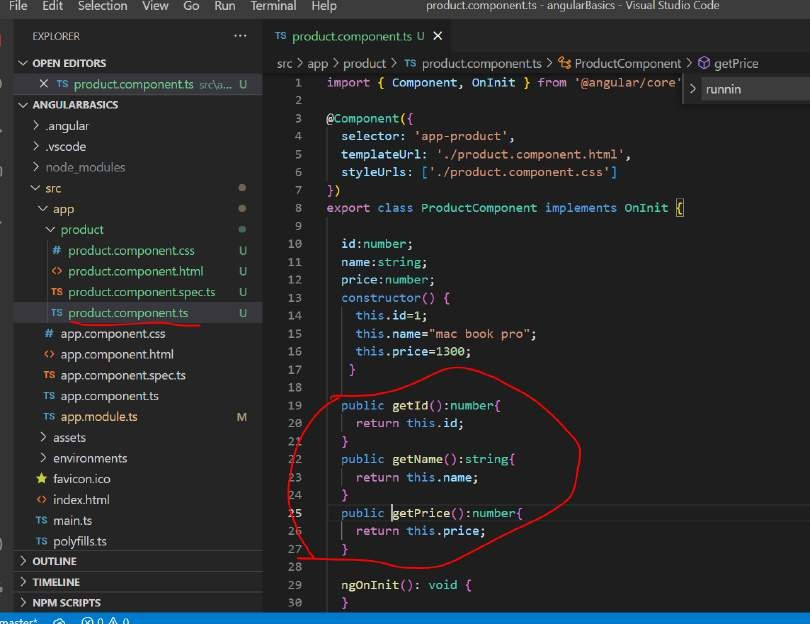 File Edit Selection View Go Run Terminal Help product.component.ts - angularBasics - Visual Studio Code
EXPLORER ···
OPEN EDITORS
TS product.component.ts src\a... U
ANGULARBASICS
.angular
.vscode
node_modules
src
app
product
# product.component.css U
<> product.component.html U
TS product.component.spec.ts U
TS product.component.ts U
# app.component.css
<> app.component.html
TS app.component.spec.ts
TS app.component.ts
TS app.module.ts M
assets
environments
favicon.ico
<> index.html
TS main.ts
TS polyfills.ts
OUTLINE
TIMELINE
NPM SCRIPTS
TS product.component.ts U
src > app > product > TS product.component.ts > ProductComponent > getPrice
runnin
1 import { Component, OnInit } from '@angular/core'
2
3 @Component({
4 selector: 'app-product',
5 templateUrl: './product.component.html',
6 styleUrls: ['./product.component.css']
7 })
8 export class ProductComponent implements OnInit {
9
10 id:number;
11 name:string;
12 price:number;
13 constructor() {
14 this.id=1;
15 this.name="mac book pro";
16 this.price=1300;
17 }
18
19 public getId():number{
20 return this.id;
21 }
22 public getName():string{
23 return this.name;
24 }
25 public getPrice():number{
26 return this.price;
27 }
28
29 ngOnInit(): void {
30 }